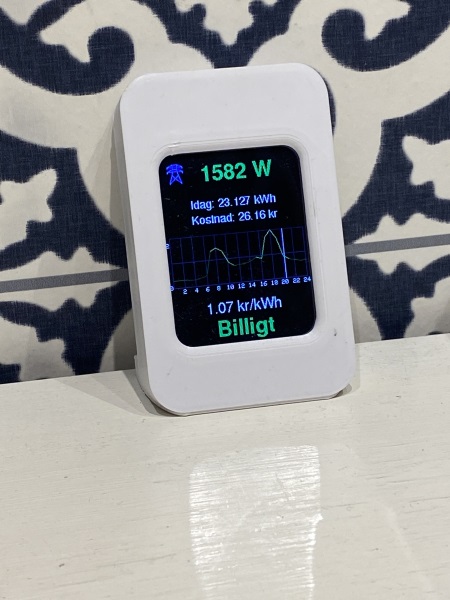 1582 W
Idag: 23.127 kWh
Kostnad: 26.16 kr
2
0 2 4 6 8 10 12 14 16 18 20 22 24
1.07 kr/kWh
Billigt